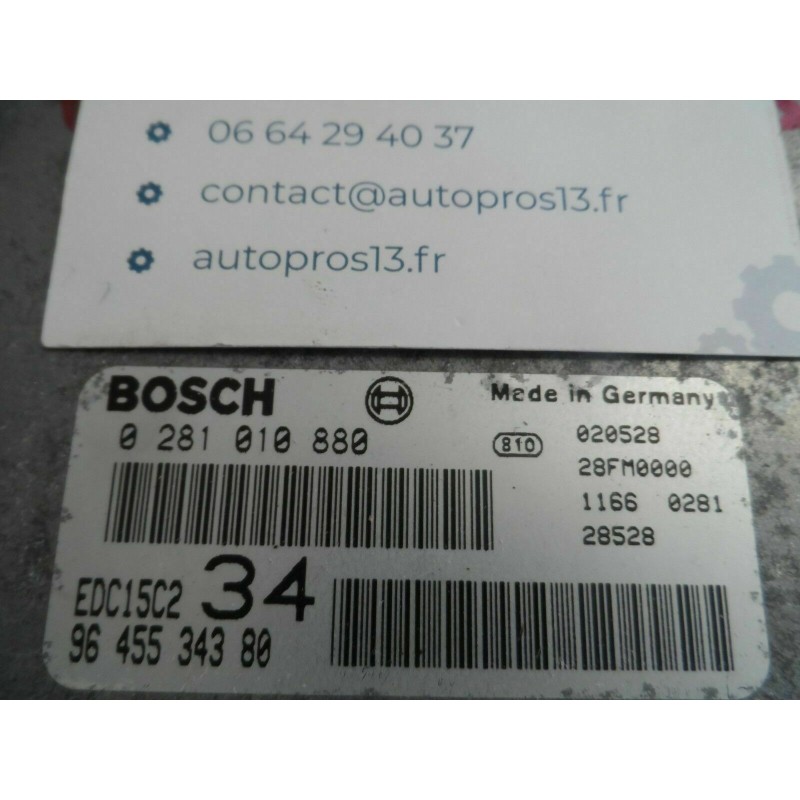 06 64 29 40 37
contact@autopros13.fr
autopros13.fr
BOSCH
Made in Germany
0 281 010 880
810
020528
28FM0000
1166 0281
28528
EDC15C2
34
96 455 343 80